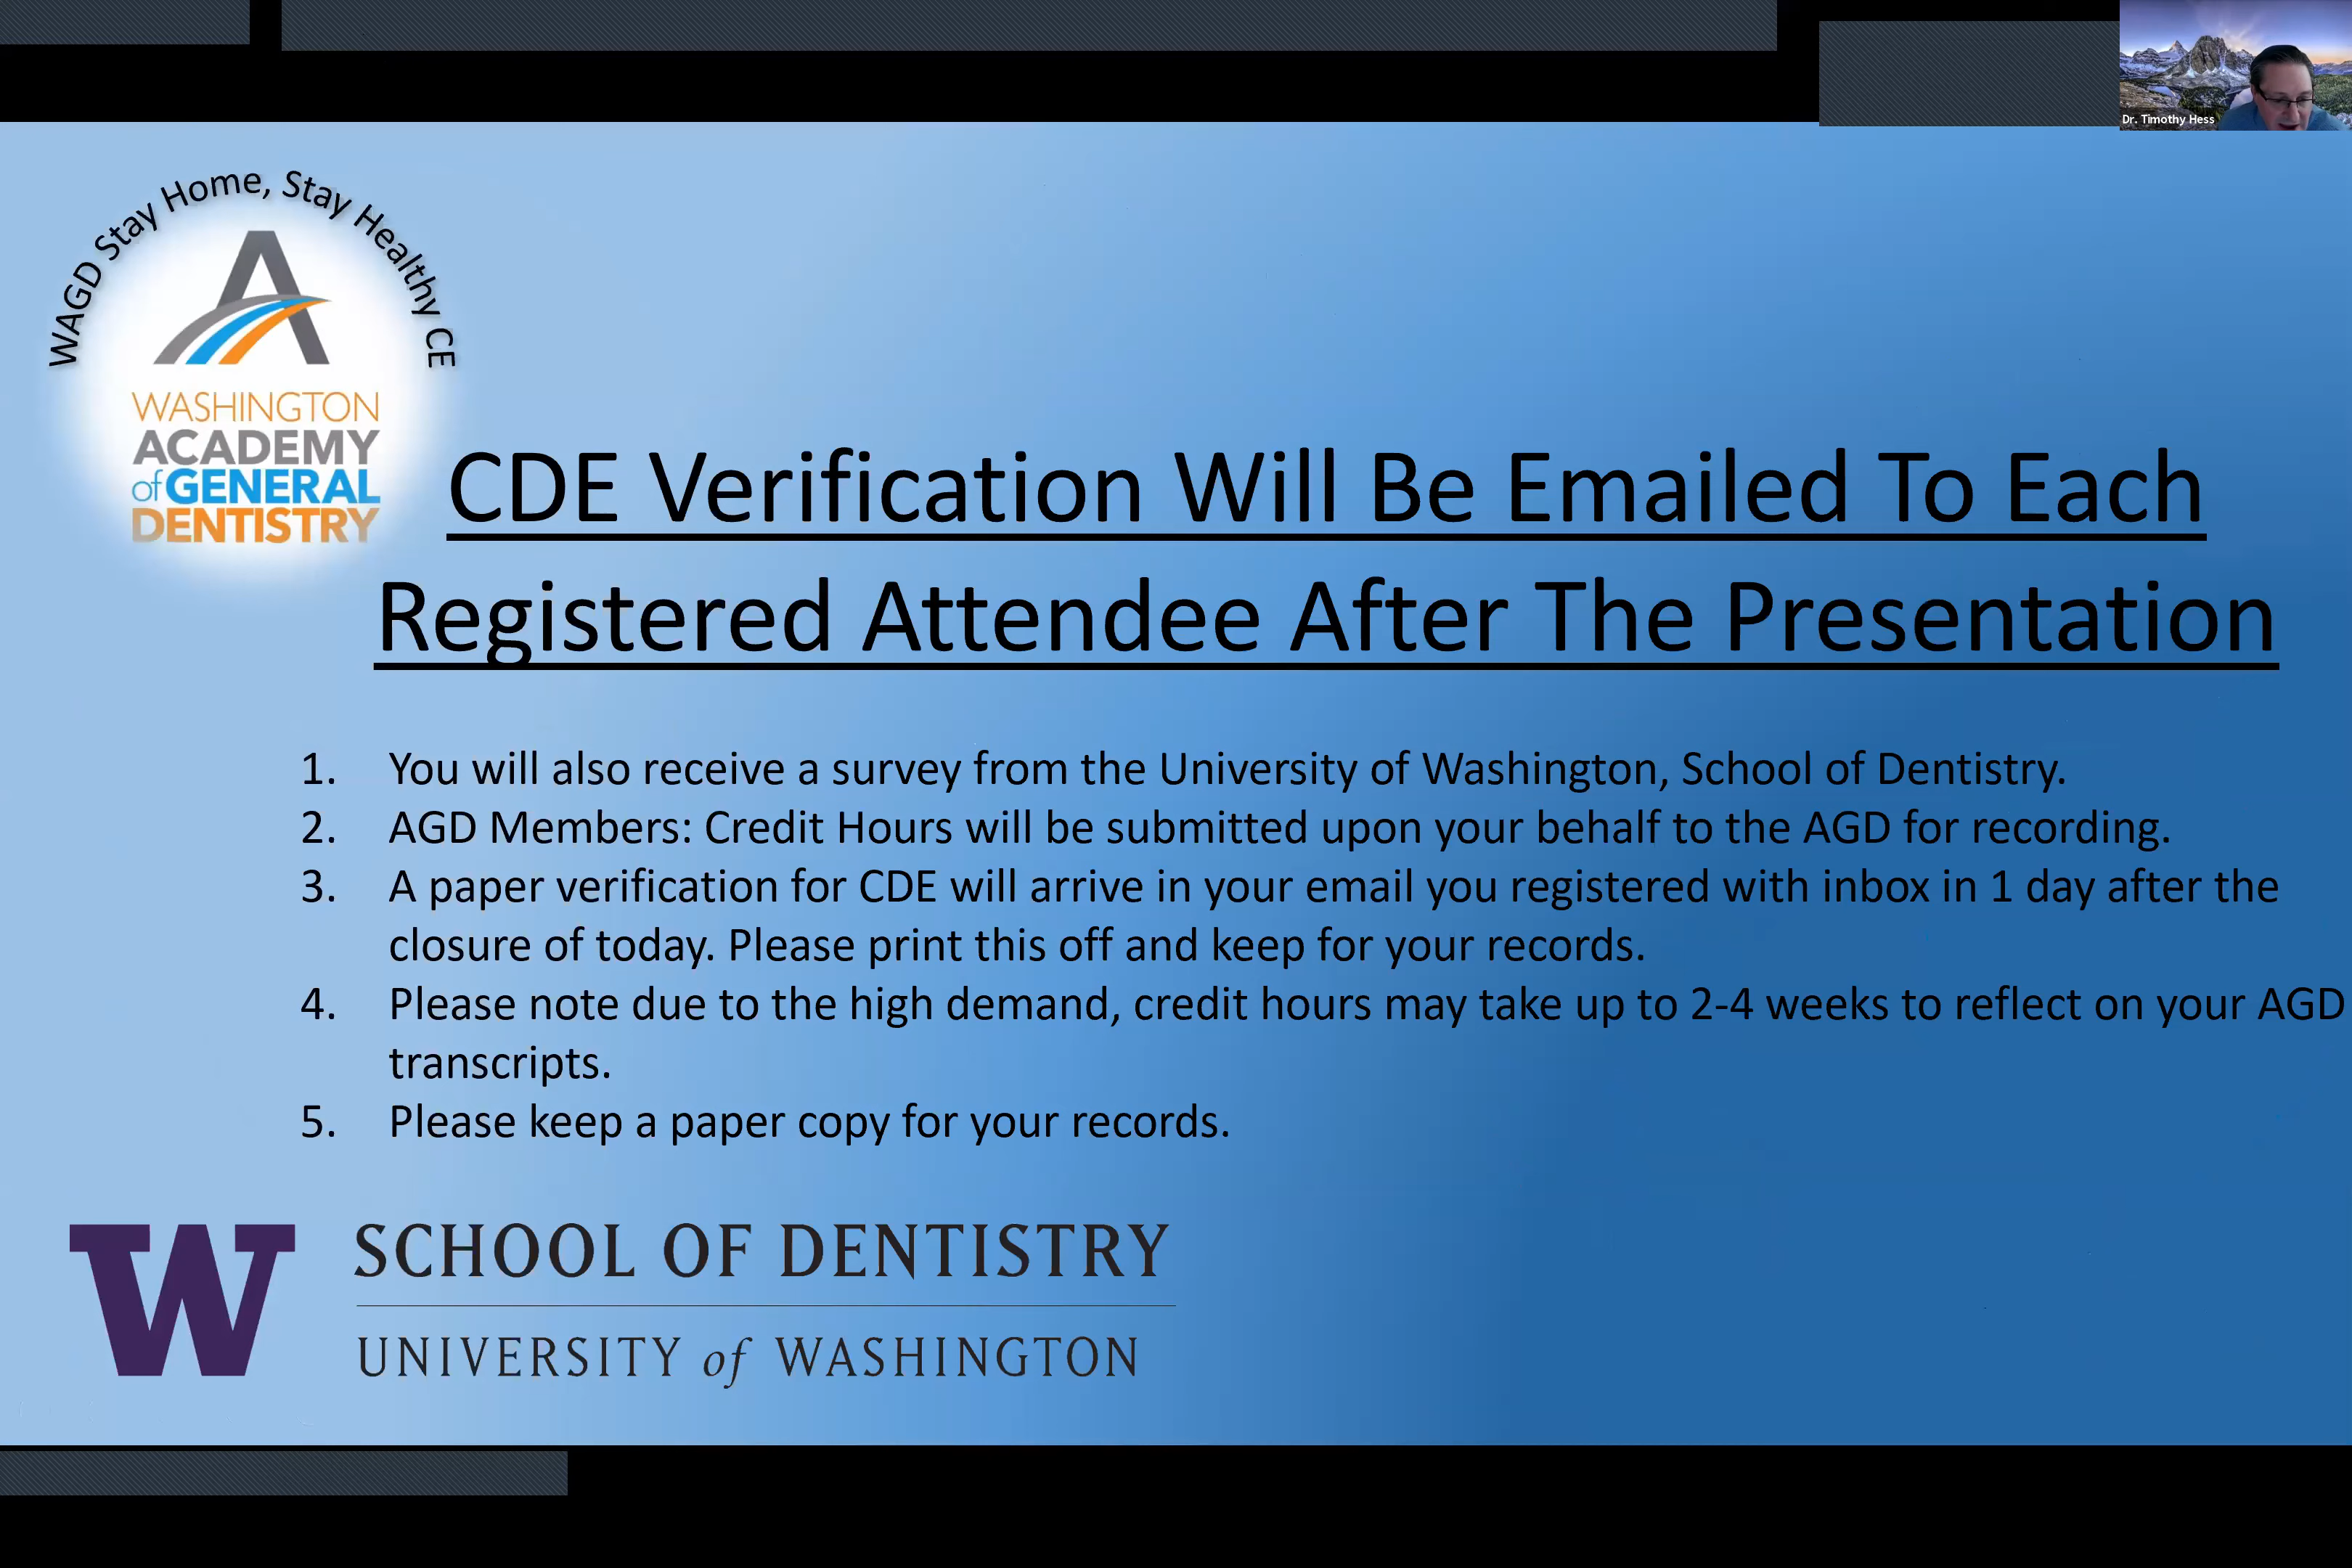 Dr. Timothy Hess
WAGD Stay Home, Stay Healthy CE
WASHINGTON
ACADEMY
of GENERAL
DENTISTRY
CDE Verification Will Be Emailed To Each
Registered Attendee After The Presentation
1. You will also receive a survey from the University of Washington, School of Dentistry.
2. AGD Members: Credit Hours will be submitted upon your behalf to the AGD for recording.
3. A paper verification for CDE will arrive in your email you registered with inbox in 1 day after the
closure of today. Please print this off and keep for your records.
4. Please note due to the high demand, credit hours may take up to 2-4 weeks to reflect on your AGD
transcripts.
5. Please keep a paper copy for your records.
W
SCHOOL OF DENTISTRY
UNIVERSITY of WASHINGTON